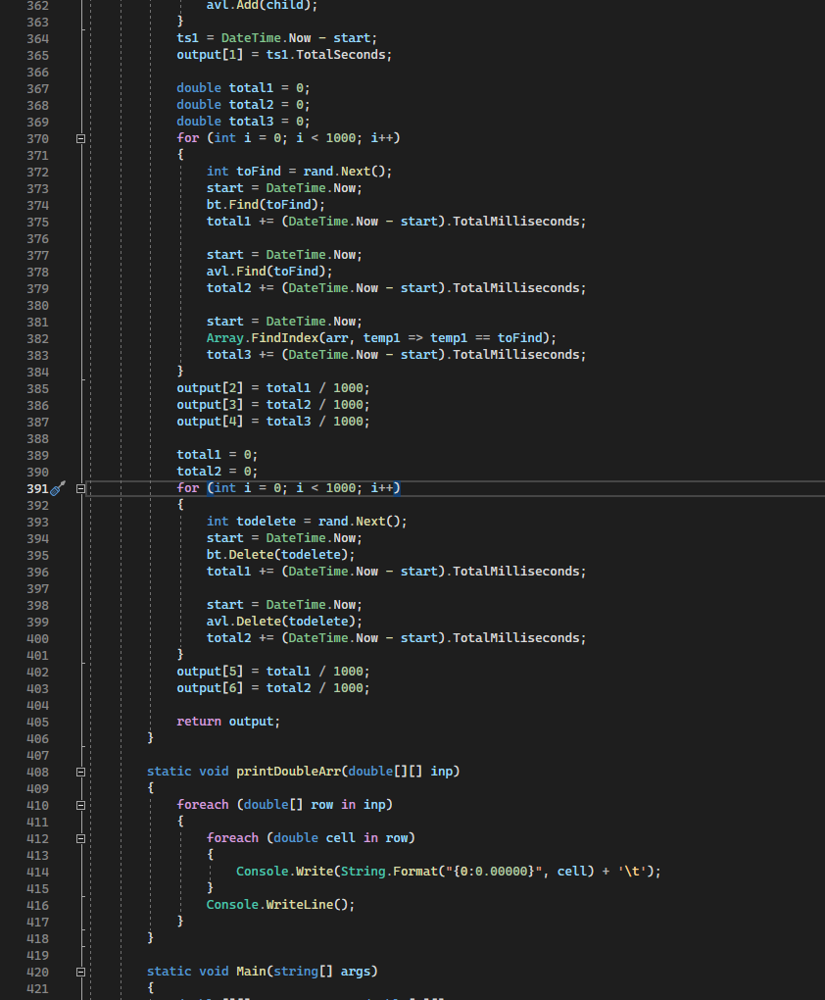 362 avl.Add(child);
363 }
364 ts1 = DateTime.Now - start;
365 output[1] = ts1.TotalSeconds;
366
367 double total1 = 0;
368 double total2 = 0;
369 double total3 = 0;
370 for (int i = 0; i < 1000; i++)
371 {
372 int toFind = rand.Next();
373 start = DateTime.Now;
374 bt.Find(toFind);
375 total1 += (DateTime.Now - start).TotalMilliseconds;
376
377 start = DateTime.Now;
378 avl.Find(toFind);
379 total2 += (DateTime.Now - start).TotalMilliseconds;
380
381 start = DateTime.Now;
382 Array.FindIndex(arr, temp1 => temp1 == toFind);
383 total3 += (DateTime.Now - start).TotalMilliseconds;
384 }
385 output[2] = total1 / 1000;
386 output[3] = total2 / 1000;
387 output[4] = total3 / 1000;
388
389 total1 = 0;
390 total2 = 0;
391 for (int i = 0; i < 1000; i++)
392 {
393 int todelete = rand.Next();
394 start = DateTime.Now;
395 bt.Delete(todelete);
396 total1 += (DateTime.Now - start).TotalMilliseconds;
397
398 start = DateTime.Now;
399 avl.Delete(todelete);
400 total2 += (DateTime.Now - start).TotalMilliseconds;
401 }
402 output[5] = total1 / 1000;
403 output[6] = total2 / 1000;
404
405 return output;
406 }
407
408 static void printDoubleArr(double[][] inp)
409 {
410 foreach (double[] row in inp)
411 {
412 foreach (double cell in row)
413 {
414 Console.Write(String.Format("{0:0.00000}", cell) + '\t');
415 }
416 Console.WriteLine();
417 }
418 }
419
420 static void Main(string[] args)
421 {